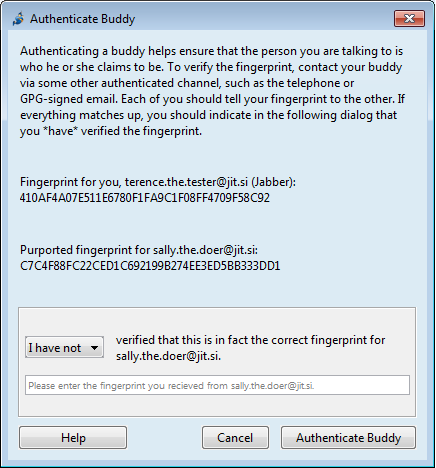 Authenticate Buddy
Authenticating a buddy helps ensure that the person you are talking to is
who he or she claims to be. To verify the fingerprint, contact your buddy
via some other authenticated channel, such as the telephone or
GPG-signed email. Each of you should tell your fingerprint to the other. If
everything matches up, you should indicate in the following dialog that
you *have* verified the fingerprint.
Fingerprint for you, terence.the.tester@jit.si (Jabber):
410AF4A07E511E6780F1FA9C1F08FF4709F58C92
Purported fingerprint for sally.the.doer@jit.si:
C7C4F88FC22CED1C692199B274EE3ED5BB333DD1
I have not
verified that this is in fact the correct fingerprint for
sally.the.doer@jit.si.
Please enter the fingerprint you recieved from sally.the.doer@jit.si.
Help
Cancel
Authenticate Buddy